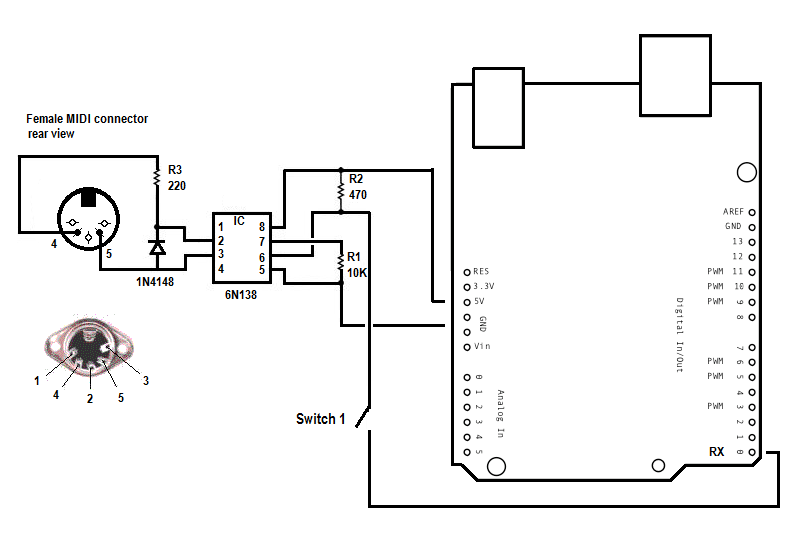 Female MIDI connector
rear view
R3
220
4
5
1N4148
IC
1
2
3
4
8
7
6
5
6N138
R2
470
R1
10K
1
4
2
5
3
Switch 1
RES
3.3V
5V
GND
Vin
0
1
2
3
4
5
Analog In
AREF
GND
13
12
PWM 11
PWM 10
PWM 9
8
Digital In/Out
7
PWM 6
PWM 5
4
PWM 3
2
1
RX 0